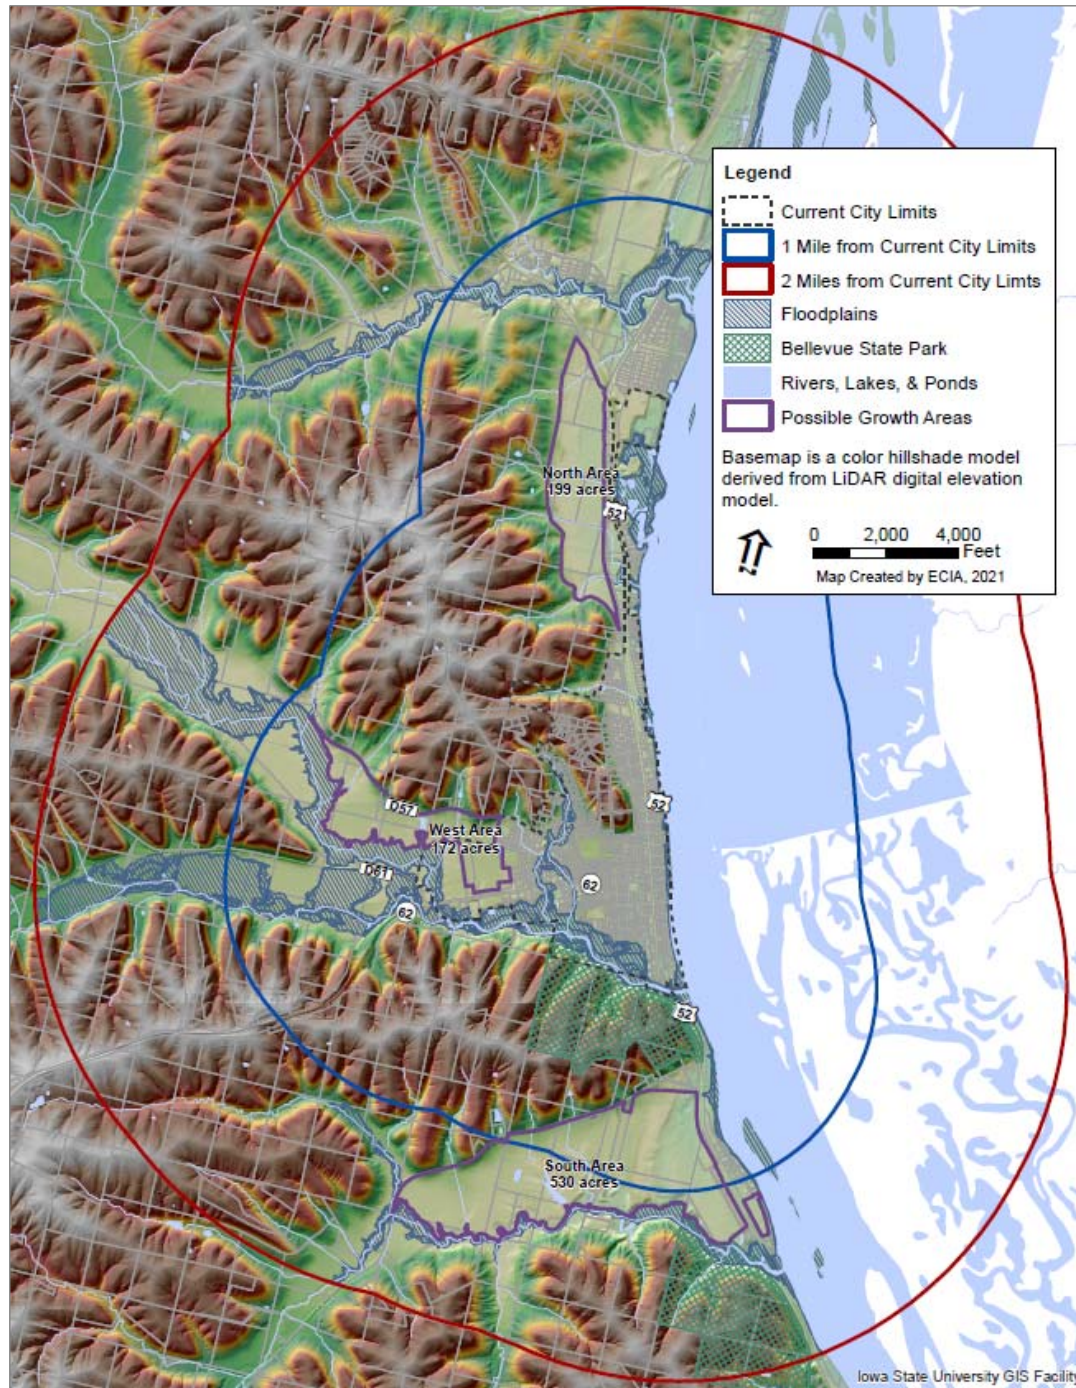 Legend
Current City Limits
1 Mile from Current City Limits
2 Miles from Current City Limts
Floodplains
Bellevue State Park
Rivers, Lakes, & Ponds
Possible Growth Areas
Basemap is a color hillshade model
derived from LiDAR digital elevation
model.
N
0 2,000 4,000
Feet
Map Created by ECIA, 2021
North Area
199 acres
52
52
D57
West Area
172 acres
D61
62
62
52
South Area
530 acres
Iowa State University GIS Facility